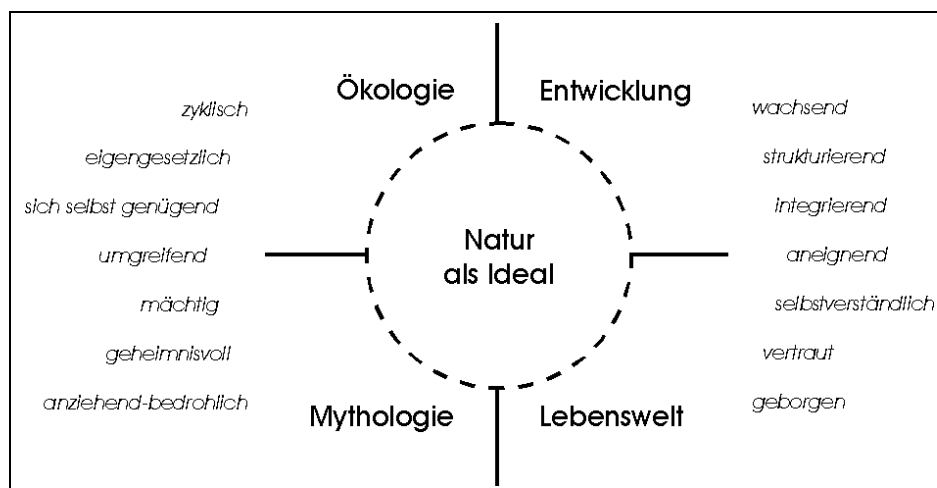 Ökologie
Entwicklung
zyklisch
eigengesetzlich
sich selbst genügend
umgreifend
mächtig
geheimnisvoll
anziehend-bedrohlich
Natur
als Ideal
wachsend
strukturierend
integrierend
aneignend
selbstverständlich
vertraut
geborgen
Mythologie
Lebenswelt